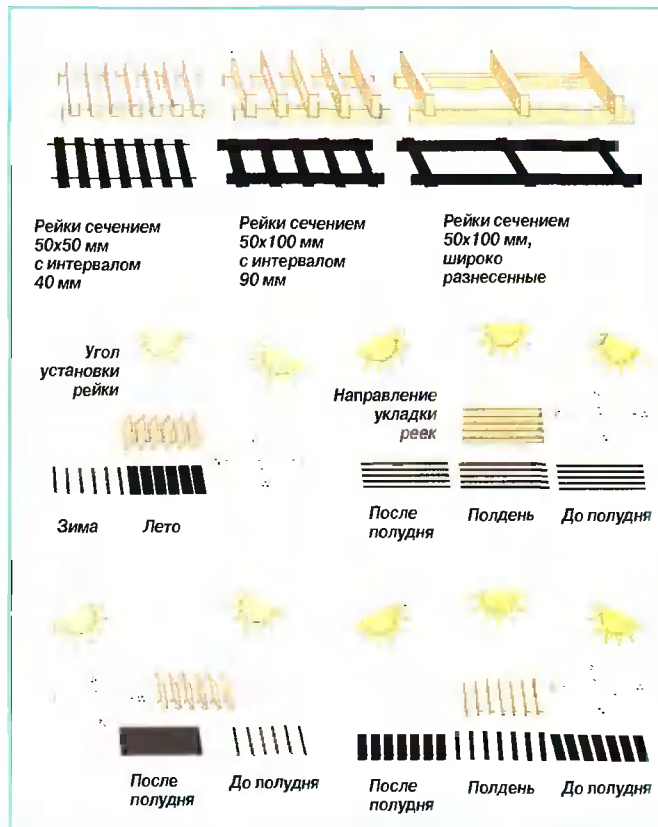 Рейки сечением
50x50 мм
с интервалом
40 мм
Рейки сечением
50x100 мм
с интервалом
90 мм
Рейки сечением
50x100 мм,
широко
разнесенные
Угол
установки
рейки
Зима
Лето
Направление
укладки
реек
После
полудня
Полдень
До полудня
После
полудня
До полудня
После
полудня
Полдень
До полудня